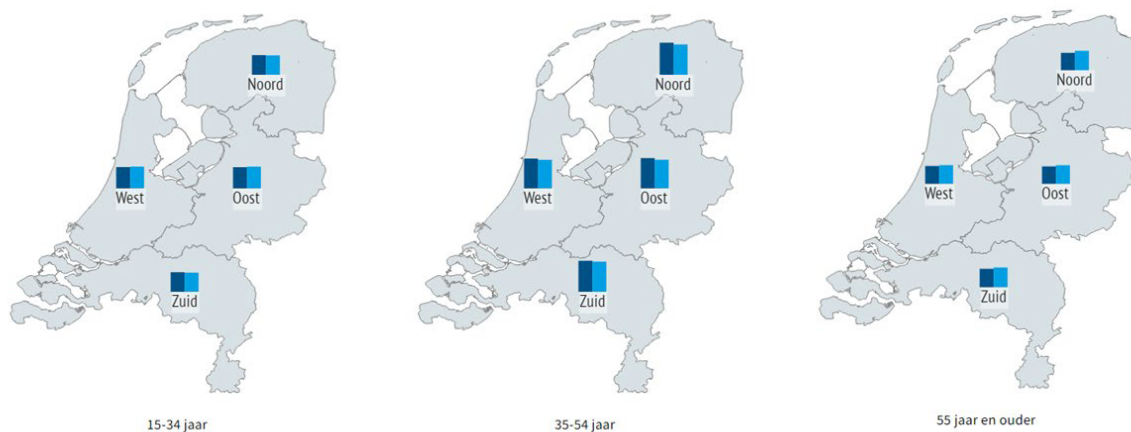 Noord
West
Oost
Zuid
15-34 jaar
Noord
West
Oost
Zuid
35-54 jaar
Noord
West
Oost
Zuid
55 jaar en ouder